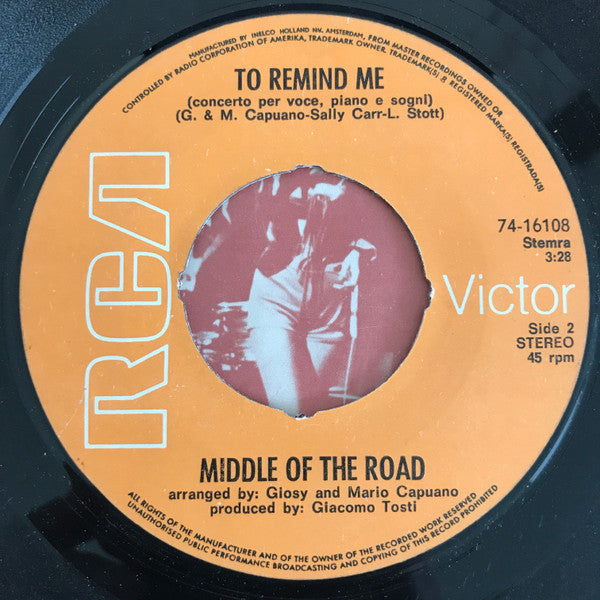 MANUFACTURED BY INELCO HOLLAND NV. AMSTERDAM, FROM MASTER RECORDINGS OWNED OR
CONTROLLED BY RADIO CORPORATION OF AMERIKA, TRADEMARK OWNER. TRADEMARK(S) ® REGISTERED MARKA(S) REGISTRADA(S)
TO REMIND ME
(concerto per voce, piano e sogni)
(G. & M. Capuano-Sally Carr-L. Stott)
RCA
74-16108
Stemra
3:28
Victor
Side 2
STEREO
45 rpm
MIDDLE OF THE ROAD
arranged by: Giosy and Mario Capuano
produced by: Giacomo Tosti
ALL RIGHTS OF THE MANUFACTURER AND OF THE OWNER OF THE RECORDED WORK RESERVED
UNAUTHORISED PUBLIC PERFORMANCE BROADCASTING AND COPYING OF THIS RECORD PROHIBITED